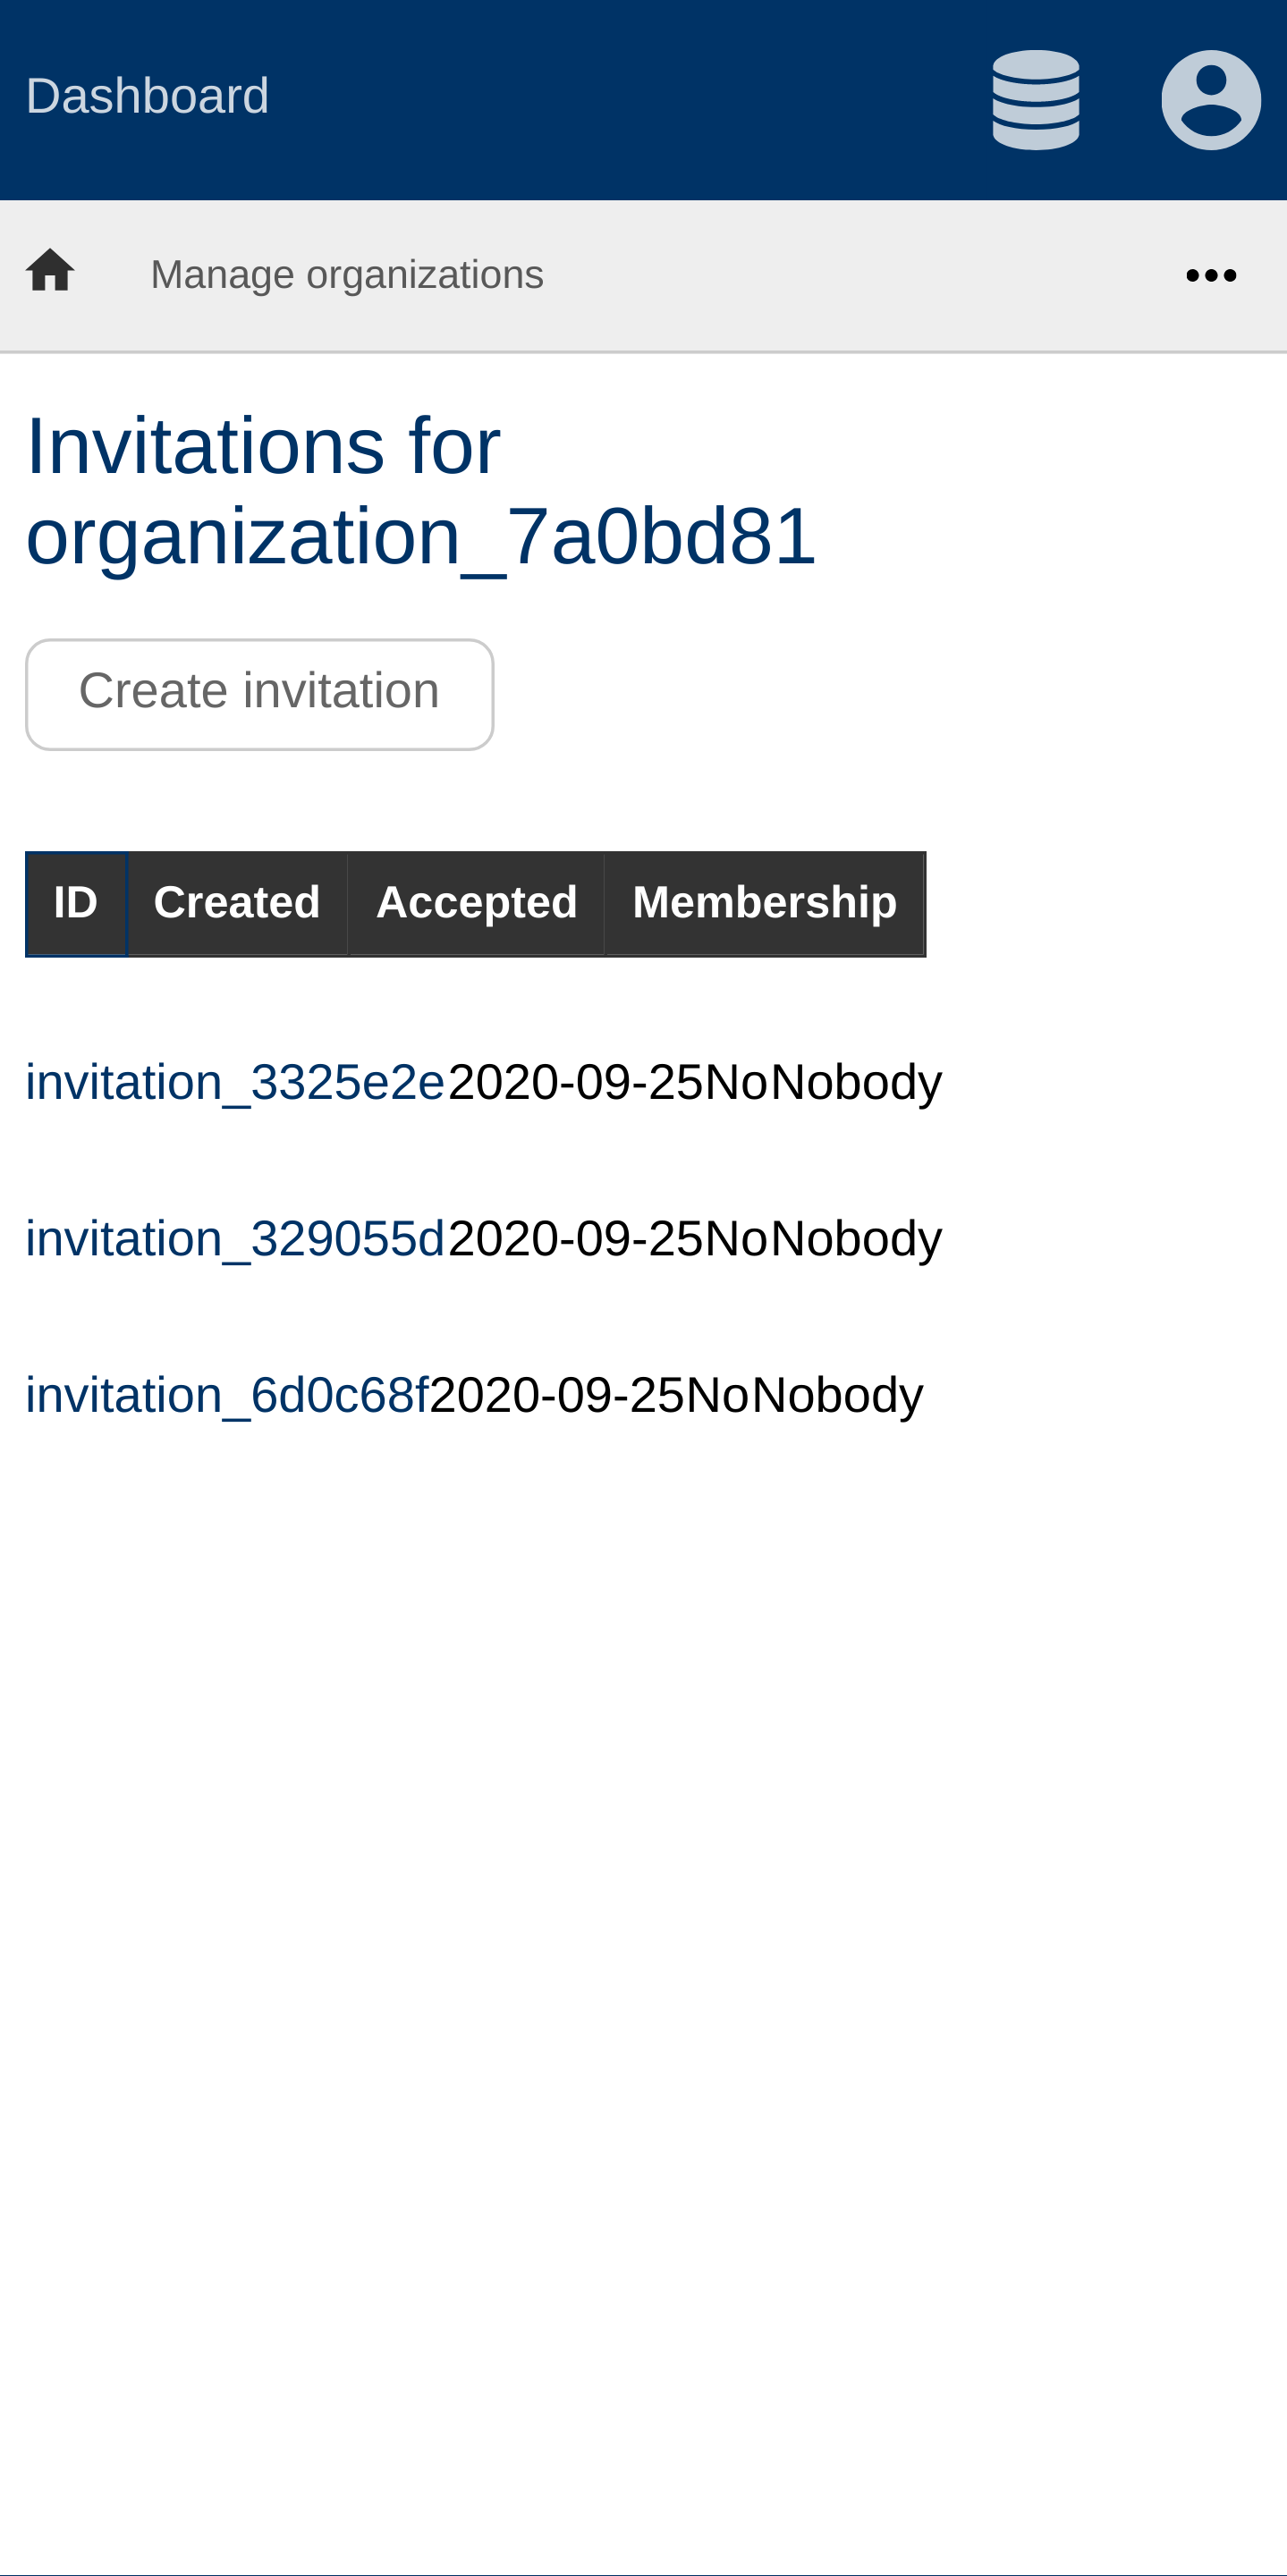 Dashboard
Manage organizations
Invitations for
organization_7a0bd81
Create invitation
ID Created Accepted Membership
invitation_3325e2e2020-09-25NoNobody
invitation_329055d2020-09-25NoNobody
invitation_6d0c68f2020-09-25NoNobody